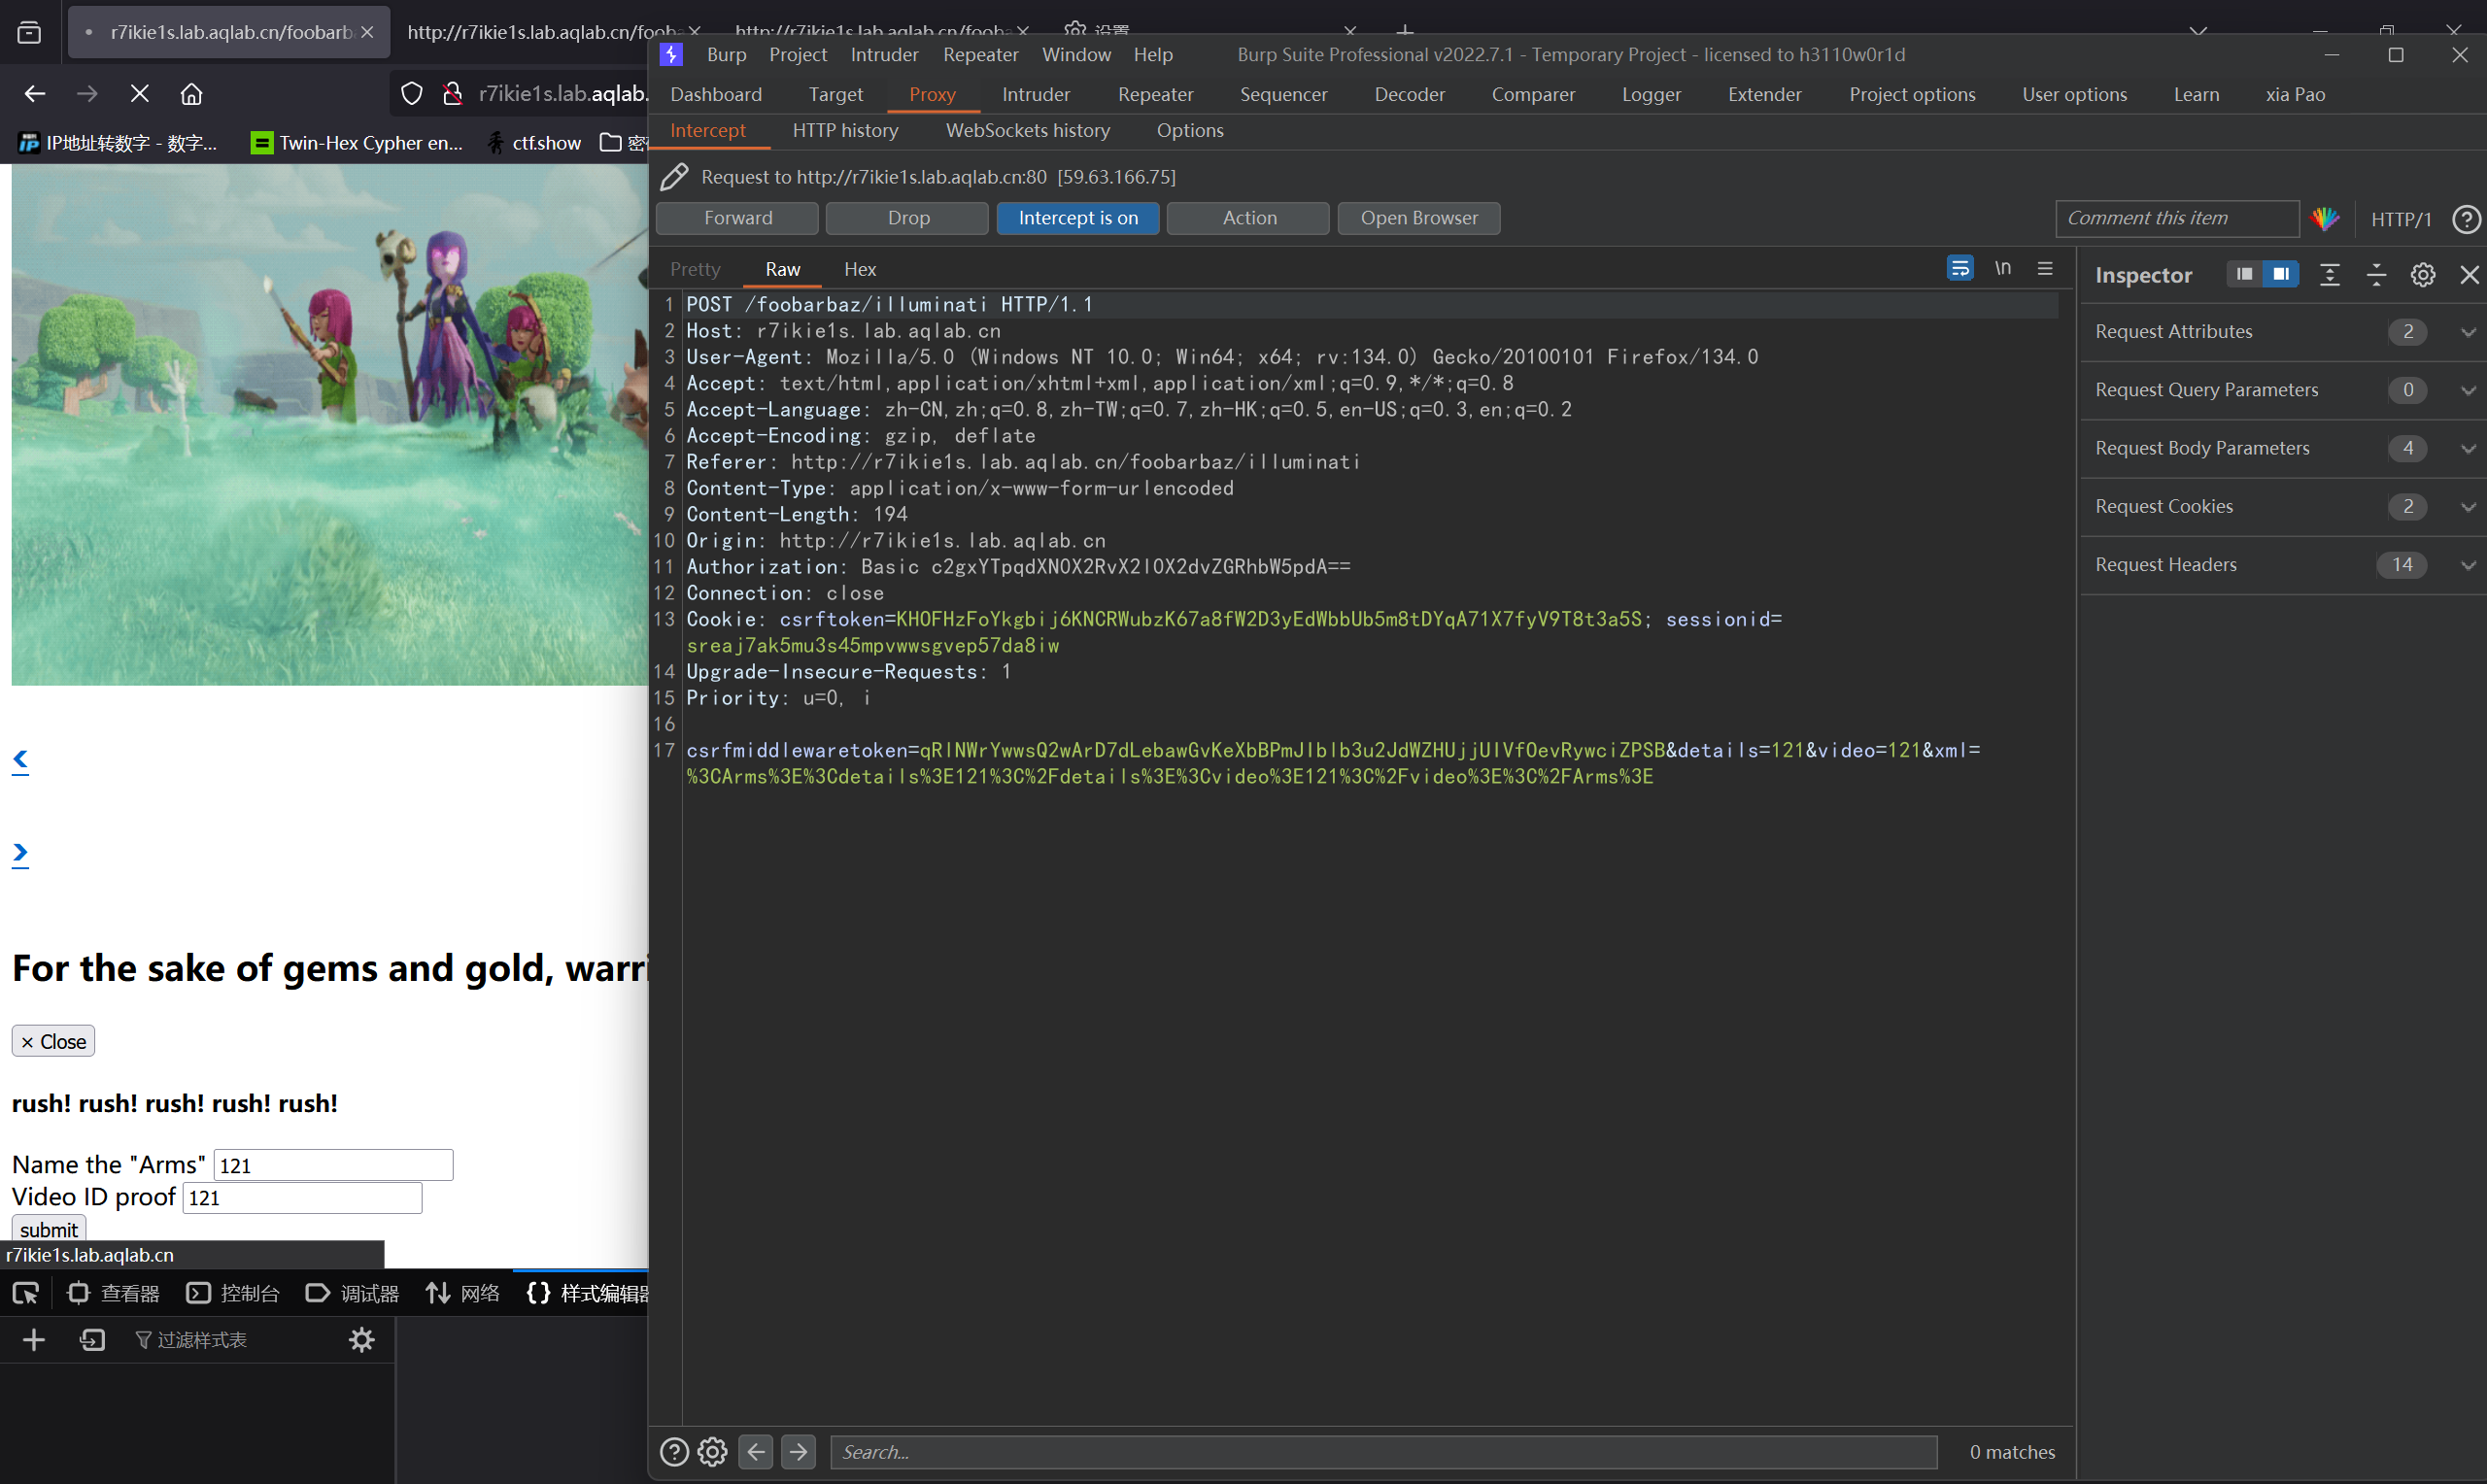 r7ikie1s.lab.aqlab.cn/foobarb
http://r7ikie1s.lab.aqlab.cn/fooba
http://r7ikie1s.lab.aqlab.cn/fooba
设置
r7ikie1s.lab.aqlab.
IP地址转数字 - 数字...
Twin-Hex Cypher en...
ctf.show
For the sake of gems and gold, warri
× Close
rush! rush! rush! rush! rush!
Name the "Arms" 121
Video ID proof 121
submit
r7ikie1s.lab.aqlab.cn
查看器
控制台
调试器
网络
样式编辑器
过滤样式表
Burp Project Intruder Repeater Window Help
Burp Suite Professional v2022.7.1 - Temporary Project - licensed to h3110w0r1d
Dashboard Target Proxy Intruder Repeater Sequencer Decoder Comparer Logger Extender Project options User options Learn xia Pao
Intercept HTTP history WebSockets history Options
Request to http://r7ikie1s.lab.aqlab.cn:80 [59.63.166.75]
Forward Drop Intercept is on Action Open Browser
Comment this item
HTTP/1
Pretty Raw Hex
\n
1 POST /foobarbaz/illuminati HTTP/1.1
2 Host: r7ikie1s.lab.aqlab.cn
3 User-Agent: Mozilla/5.0 (Windows NT 10.0; Win64; x64; rv:134.0) Gecko/20100101 Firefox/134.0
4 Accept: text/html,application/xhtml+xml,application/xml;q=0.9,*/*;q=0.8
5 Accept-Language: zh-CN,zh;q=0.8,zh-TW;q=0.7,zh-HK;q=0.5,en-US;q=0.3,en;q=0.2
6 Accept-Encoding: gzip, deflate
7 Referer: http://r7ikie1s.lab.aqlab.cn/foobarbaz/illuminati
8 Content-Type: application/x-www-form-urlencoded
9 Content-Length: 194
10 Origin: http://r7ikie1s.lab.aqlab.cn
11 Authorization: Basic c2gxYTpqdXN0X2RvX2l0X2dvZGRhbW5pdA==
12 Connection: close
13 Cookie: csrftoken=KHOFHzFoYkgbij6KNCRWubzK67a8fW2D3yEdWbbUb5m8tDYqA71X7fyV9T8t3a5S; sessionid=
sreaj7ak5mu3s45mpvwwsgvep57da8iw
14 Upgrade-Insecure-Requests: 1
15 Priority: u=0, i
16
17 csrfmiddlewaretoken=qRlNWrYwwsQ2wArD7dLebawGvKeXbBPmJIblb3u2JdWZHUjjUlVfOevRywciZPSB&details=121&video=121&xml=
%3CArms%3E%3Cdetails%3E121%3C%2Fdetails%3E%3Cvideo%3E121%3C%2Fvideo%3E%3C%2FArms%3E
Inspector
Request Attributes 2
Request Query Parameters 0
Request Body Parameters 4
Request Cookies 2
Request Headers 14
Search...
0 matches